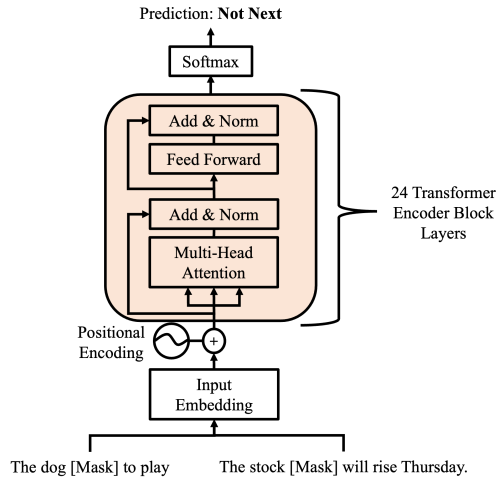 Prediction: Not Next
Softmax
Add & Norm
Feed Forward
Add & Norm
Multi-Head
Attention
24 Transformer
Encoder Block
Layers
Positional
Encoding
+
Input
Embedding
The dog [Mask] to play
The stock [Mask] will rise Thursday.